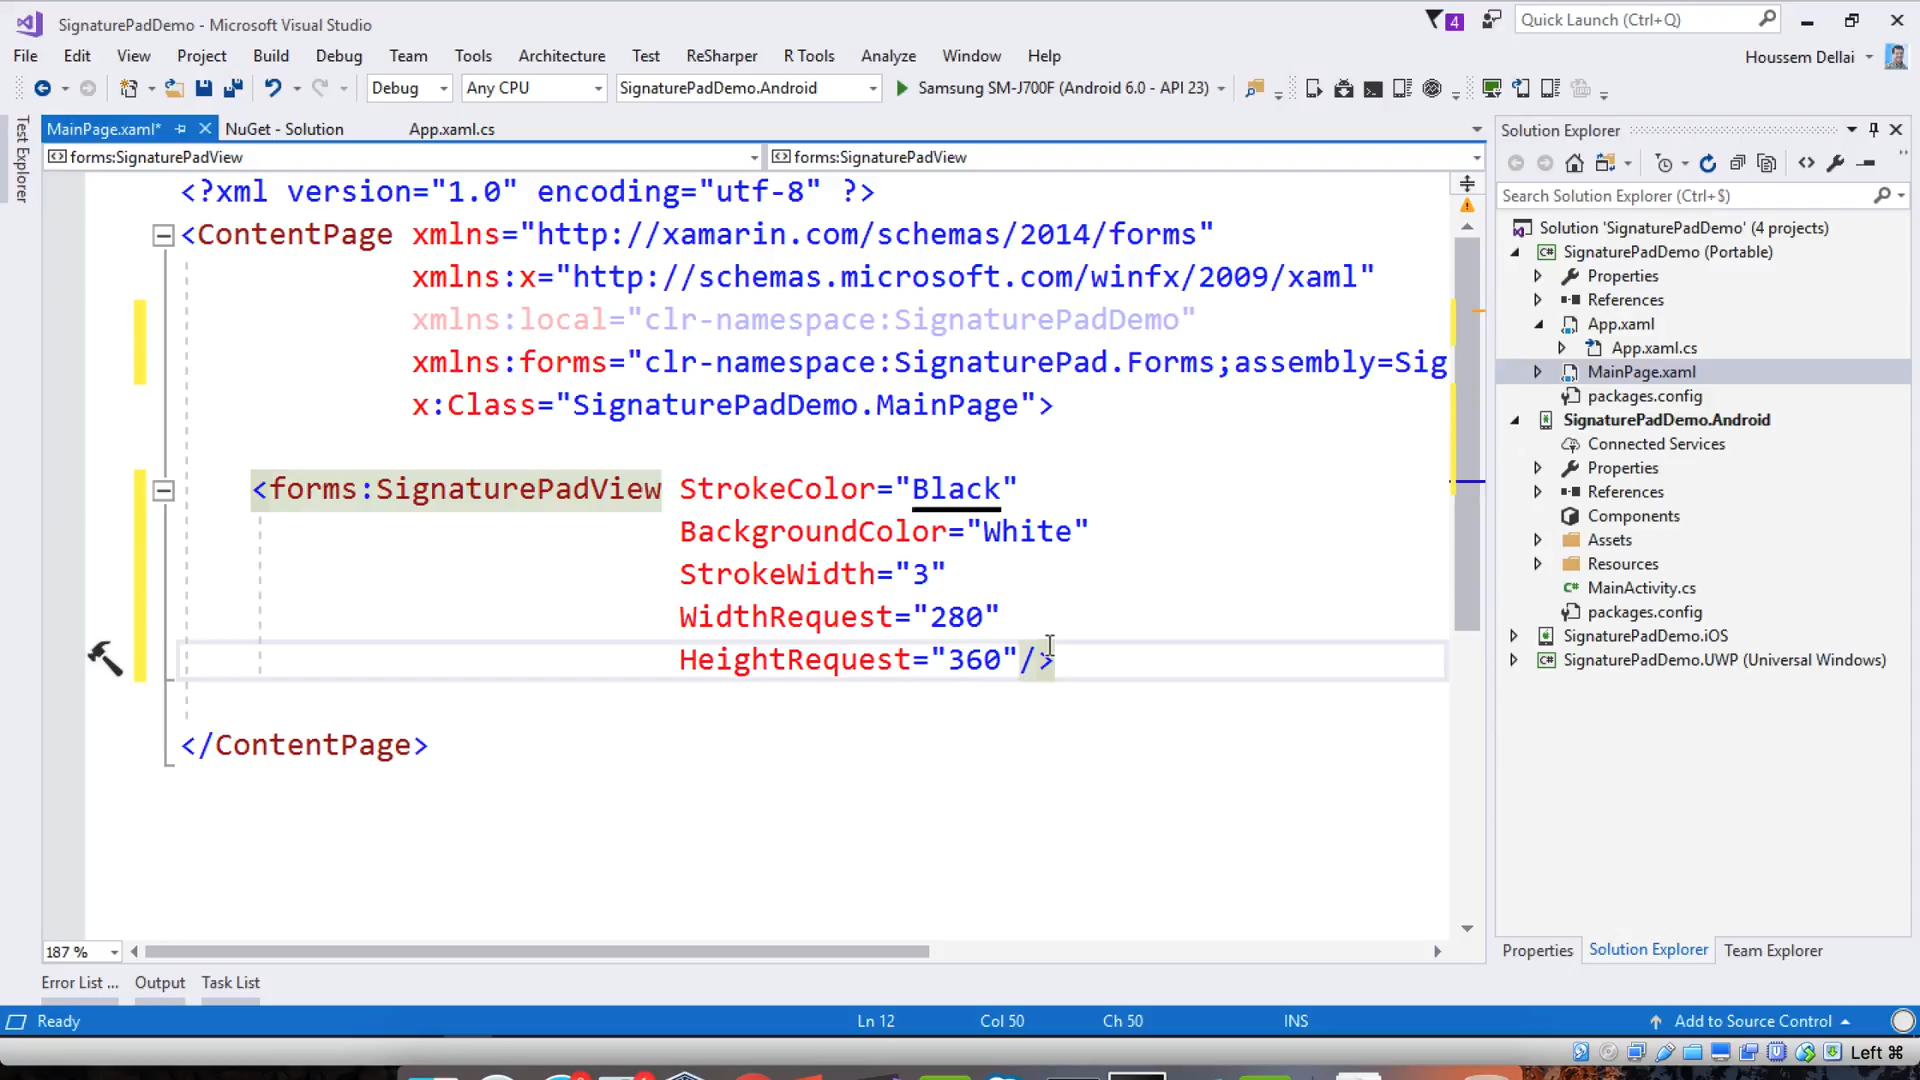 SignaturePadDemo - Microsoft Visual Studio
4
Quick Launch (Ctrl+Q)
File Edit View Project Build Debug Team Tools Architecture Test ReSharper R Tools Analyze Window Help
Houssem Dellai
Debug Any CPU SignaturePadDemo.Android Samsung SM-J700F (Android 6.0 - API 23)
Test Explorer
MainPage.xaml* NuGet - Solution App.xaml.cs
forms:SignaturePadView forms:SignaturePadView
<?xml version="1.0" encoding="utf-8" ?>
<ContentPage xmlns="http://xamarin.com/schemas/2014/forms"
xmlns:x="http://schemas.microsoft.com/winfx/2009/xaml"
xmlns:local="clr-namespace:SignaturePadDemo"
xmlns:forms="clr-namespace:SignaturePad.Forms;assembly=Sig
x:Class="SignaturePadDemo.MainPage">
<forms:SignaturePadView StrokeColor="Black"
BackgroundColor="White"
StrokeWidth="3"
WidthRequest="280"
HeightRequest="360"/>
</ContentPage>
187 %
Solution Explorer
Search Solution Explorer (Ctrl+$)
Solution 'SignaturePadDemo' (4 projects)
SignaturePadDemo (Portable)
Properties
References
App.xaml
App.xaml.cs
MainPage.xaml
packages.config
SignaturePadDemo.Android
Connected Services
Properties
References
Components
Assets
Resources
MainActivity.cs
packages.config
SignaturePadDemo.iOS
SignaturePadDemo.UWP (Universal Windows)
Properties Solution Explorer Team Explorer
Error List ... Output Task List
Ready Ln 12 Col 50 Ch 50 INS Add to Source Control
Left ⌘